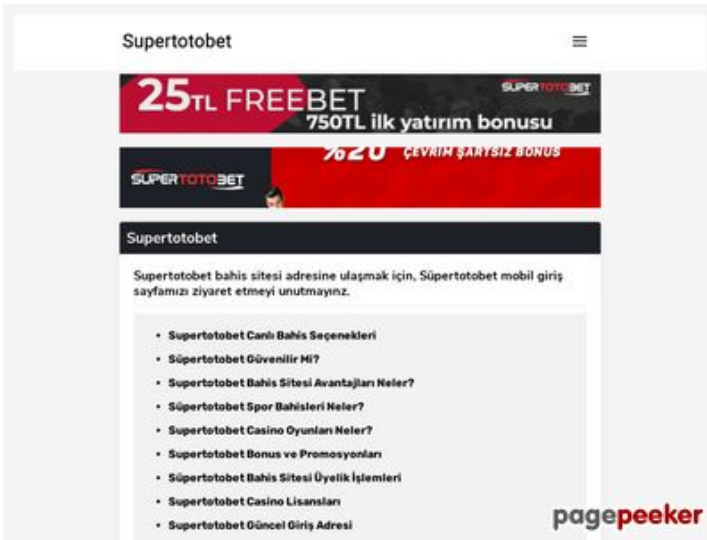 Supertotobet
25TL FREEBET
SUPERTOTOBET
750TL ilk yatırım bonusu
%20 ÇEVRİM ŞARTSIZ BONUS
SUPERTOTOBET
Supertotobet
Supertotobet bahis sitesi adresine ulaşmak için, Süpertotobet mobil giriş
sayfamızı ziyaret etmeyi unutmayınız.
• Supertotobet Canlı Bahis Seçenekleri
• Süpertotobet Güvenilir Mi?
• Supertotobet Bahis Sitesi Avantajları Neler?
• Süpertotobet Spor Bahisleri Neler?
• Supertotobet Casino Oyunları Neler?
• Supertotobet Bonus ve Promosyonları
• Süpertotobet Bahis Sitesi Üyelik İşlemleri
• Supertotobet Casino Lisansları
• Supertotobet Güncel Giriş Adresi
pagepeeker